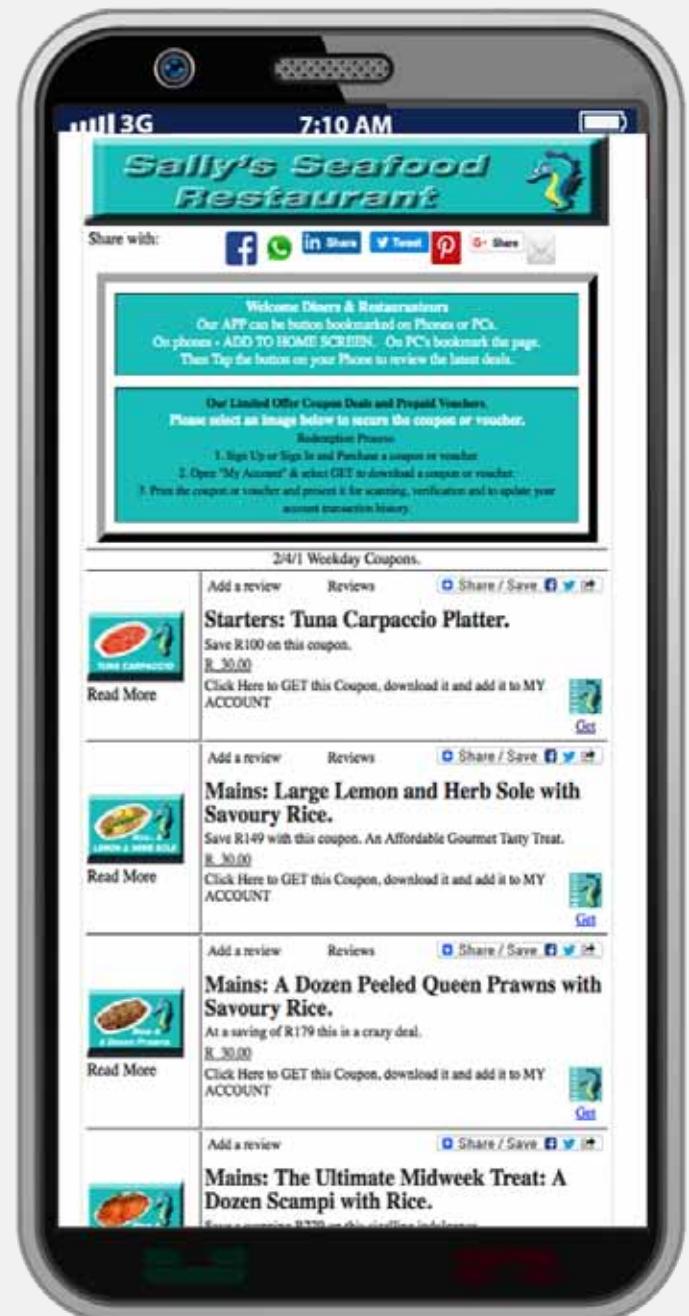 3G 7:10 AM
Sally's Seafood
Restaurant
Share with:
in Share Tweet G+ Share
Welcome Diners & Restauranteurs
Our APP can be button bookmarked on Phones or PCs.
On phones - ADD TO HOME SCREEN. On PC's bookmark the page.
Then Tap the button on your Phone to review the latest deals.
Our Limited Offer Coupon Deals and Prepaid Vouchers.
Please select an image below to secure the coupon or voucher.
Redemption Process
1. Sign Up or Sign In and Purchase a coupon or voucher
2. Open "My Account" & select GET to download a coupon or voucher.
3. Print the coupon or voucher and present it for scanning, verification and to update your
account transaction history.
2/4/1 Weekday Coupons.
Add a review Reviews Share / Save
Starters: Tuna Carpaccio Platter.
Save R100 on this coupon.
R 30.00
TUNA CARPACCIO
Read More
Click Here to GET this Coupon, download it and add it to MY
ACCOUNT
Get
Add a review Reviews Share / Save
Mains: Large Lemon and Herb Sole with
Savoury Rice.
Save R149 with this coupon. An Affordable Gourmet Tasty Treat.
R 30.00
LEMON & HERB SOLE
Read More
Click Here to GET this Coupon, download it and add it to MY
ACCOUNT
Get
Add a review Reviews Share / Save
Mains: A Dozen Peeled Queen Prawns with
Savoury Rice.
At a saving of R179 this is a crazy deal.
R 30.00
A Dozen Prawns
Read More
Click Here to GET this Coupon, download it and add it to MY
ACCOUNT
Get
Add a review Share / Save
Mains: The Ultimate Midweek Treat: A
Dozen Scampi with Rice.